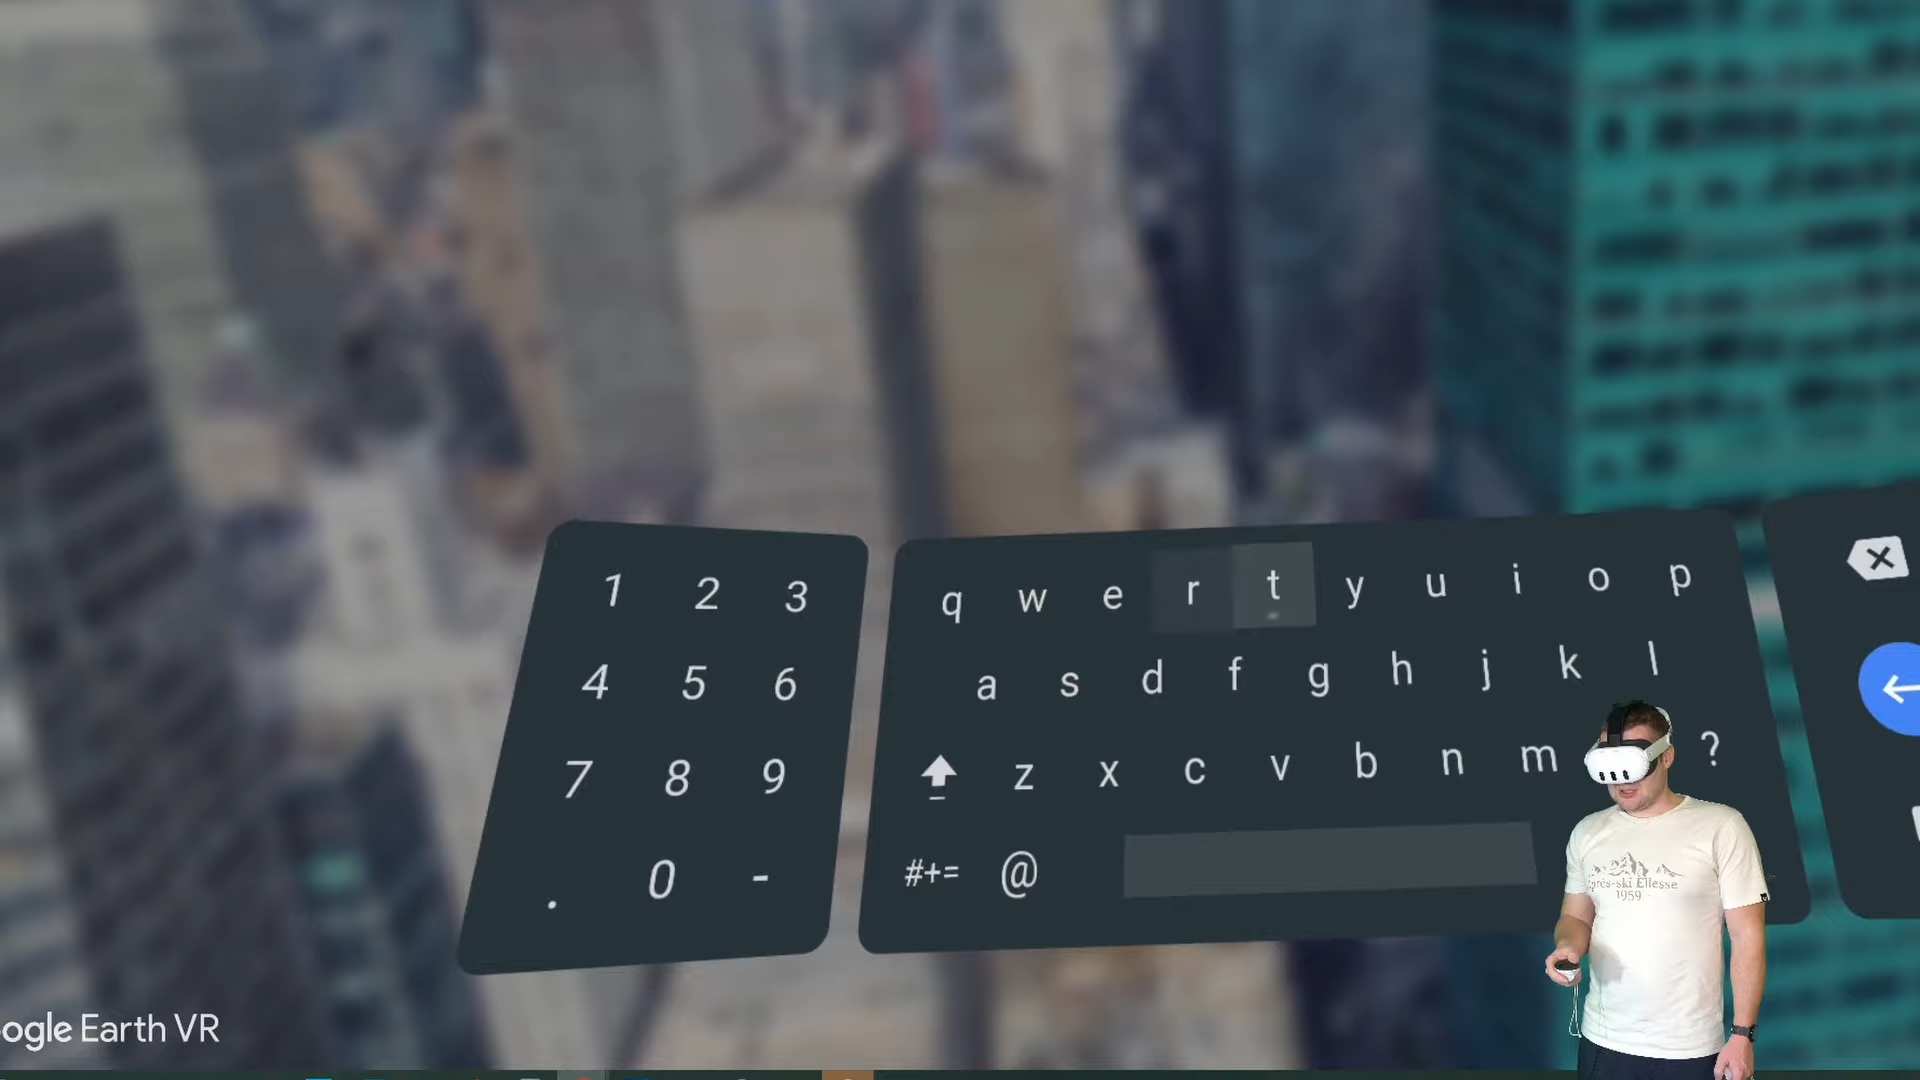 1 2 3
q w e r t y u i o p
4 5 6
a s d f g h j k l
7 8 9
z x c v b n m ?
. 0 -
#+= @
Après-ski Ellesse
1959
ogle Earth VR